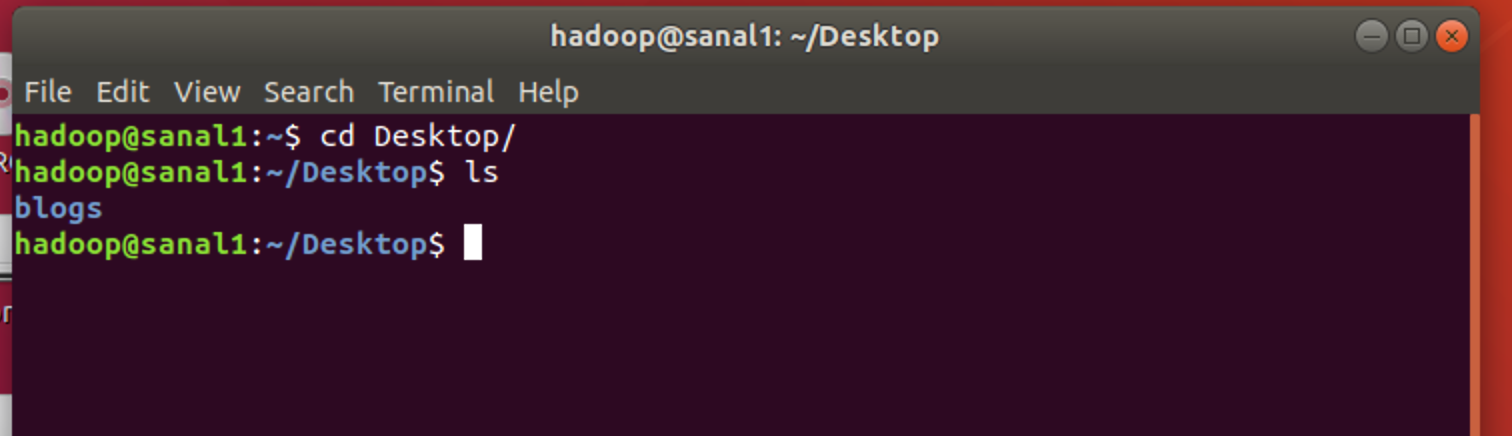 hadoop@sanal1: ~/Desktop
File Edit View Search Terminal Help
hadoop@sanal1:~$ cd Desktop/
hadoop@sanal1:~/Desktop$ ls
blogs
hadoop@sanal1:~/Desktop$